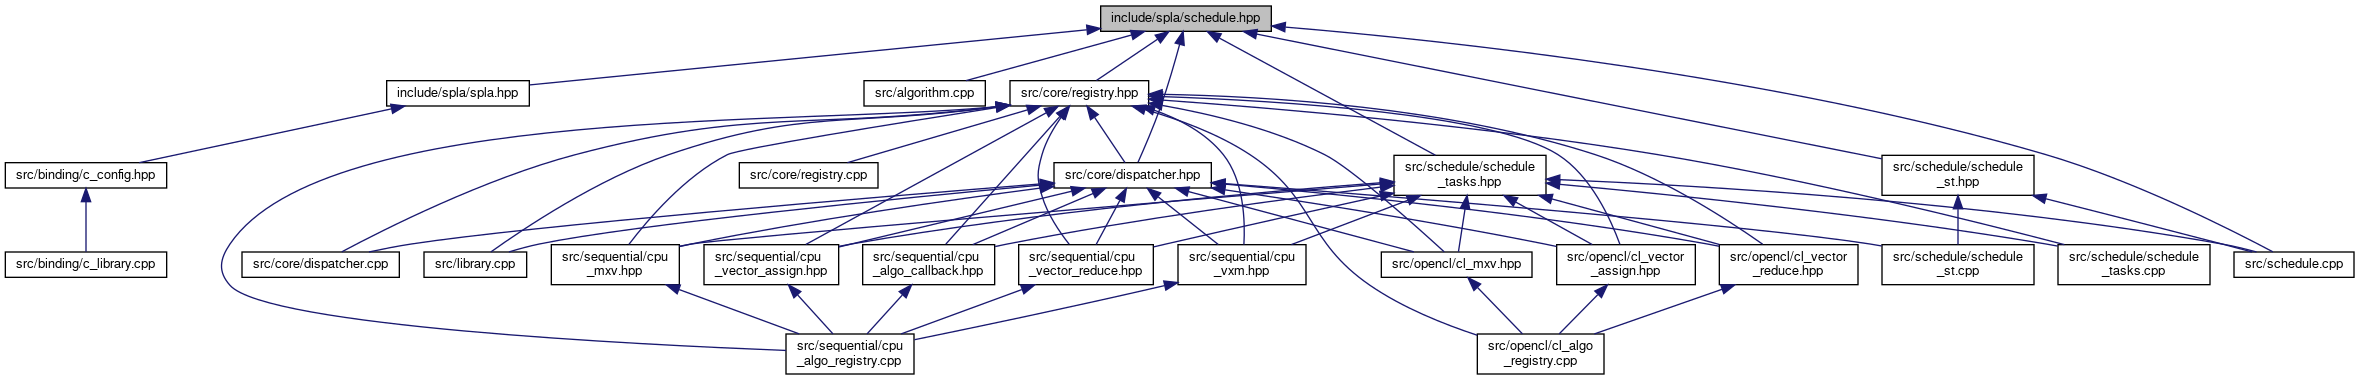 include/spla/schedule.hpp
include/spla/spla.hpp
src/algorithm.cpp
src/core/registry.hpp
src/binding/c_config.hpp
src/core/registry.cpp
src/core/dispatcher.hpp
src/schedule/schedule
_tasks.hpp
src/schedule/schedule
_st.hpp
src/binding/c_library.cpp
src/core/dispatcher.cpp
src/library.cpp
src/sequential/cpu
_mxv.hpp
src/sequential/cpu
_vector_assign.hpp
src/sequential/cpu
_algo_callback.hpp
src/sequential/cpu
_vector_reduce.hpp
src/sequential/cpu
_vxm.hpp
src/opencl/cl_mxv.hpp
src/opencl/cl_vector
_assign.hpp
src/opencl/cl_vector
_reduce.hpp
src/schedule/schedule
_st.cpp
src/schedule/schedule
_tasks.cpp
src/schedule.cpp
src/sequential/cpu
_algo_registry.cpp
src/opencl/cl_algo
_registry.cpp